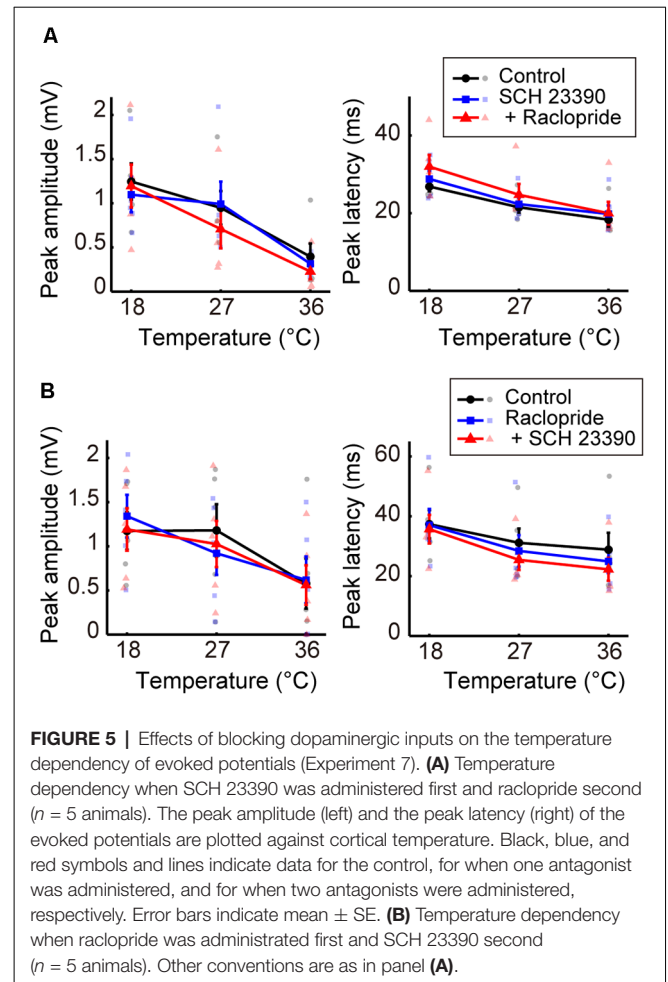 A
Control
SCH 23390
+ Raclopride
Peak amplitude (mV)
2
1.5
1
0.5
0
18 27 36
Temperature (°C)
Peak latency (ms)
40
20
0
18 27 36
Temperature (°C)
B
Control
Raclopride
+ SCH 23390
Peak amplitude (mV)
2
1.5
1
0.5
0
18 27 36
Temperature (°C)
Peak latency (ms)
60
40
20
0
18 27 36
Temperature (°C)
FIGURE 5 | Effects of blocking dopaminergic inputs on the temperature
dependency of evoked potentials (Experiment 7). (A) Temperature
dependency when SCH 23390 was administered first and raclopride second
(n = 5 animals). The peak amplitude (left) and the peak latency (right) of the
evoked potentials are plotted against cortical temperature. Black, blue, and
red symbols and lines indicate data for the control, for when one antagonist
was administered, and for when two antagonists were administered,
respectively. Error bars indicate mean ± SE. (B) Temperature dependency
when raclopride was administrated first and SCH 23390 second
(n = 5 animals). Other conventions are as in panel (A).